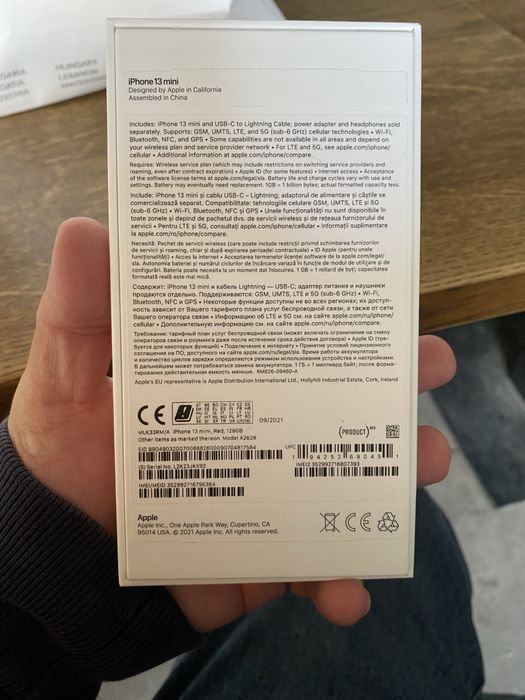 HUNGARY
iPhone 13 mini
Designed by Apple in California
Assembled in China
Includes: iPhone 13 mini and USB-C to Lightning Cable; power adapter and headphones sold
separately. Supports: GSM, UMTS, LTE, and 5G (sub-6 GHz) cellular technologies • Wi-Fi,
Bluetooth, NFC, and GPS • Some capabilities are not available in all areas and depend on
your wireless plan and service provider network • For LTE and 5G, see apple.com/iphone/
cellular • Additional information at apple.com/iphone/compare.
Requires: Wireless service plan (which may include restrictions on switching service providers and
roaming, even after contract expiration) • Apple ID (for some features) • Internet access • Acceptance
of the software license terms at apple.com/legal/sla. Battery life and charge cycles vary by use and
settings. Battery may eventually need replacement. 1GB = 1 billion bytes; actual formatted capacity less.
Include: iPhone 13 mini și cablu USB-C – Lightning; adaptorul de alimentare și căștile se
comercializează separat. Compatibilitate: tehnologiile celulare GSM, UMTS, LTE și 5G
(sub-6 GHz) • Wi-Fi, Bluetooth, NFC și GPS • Unele funcționalități nu sunt disponibile în
toate zonele și depind de pachetul dvs. de servicii wireless și de rețeaua furnizorului de
servicii • Pentru LTE și 5G, consultați apple.com/iphone/cellular • Informații suplimentare
la apple.com/ro/iphone/compare.
Necesită: Pachet de servicii wireless (care poate include restricții privind schimbarea furnizorilor
de servicii și roaming, chiar și după expirarea perioadei contractuale) • ID Apple (pentru unele
funcționalități) • Acces la internet • Acceptarea termenilor licenței software de la apple.com/legal/
sla. Autonomia bateriei și numărul ciclurilor de încărcare variază în funcție de modul de utilizare și de
configurări. Bateria poate necesita la un moment dat înlocuirea. 1 GB = 1 miliard de byți; capacitatea
formatată reală este mai mică.
Содержит: iPhone 13 mini и кабель Lightning – USB‑C; адаптер питания и наушники
продаются отдельно. Поддерживаются: GSM, UMTS, LTE и 5G (sub-6 GHz) • Wi-Fi,
Bluetooth, NFC и GPS • Некоторые функции доступны не во всех регионах; их до-
ступность зависит от Вашего тарифного плана услуг беспроводной связи, а также от сети
Вашего оператора связи • Информацию об LTE и 5G см. на apple.com/ru/iphone/
cellular • Дополнительную информацию см. на apple.com/ru/iphone/compare.
Требования: тарифный план услуг беспроводной связи (может включать ограничения на смену
операторов связи и роуминга даже после истечения срока действия договора) • Apple ID (тре-
буется для некоторых функций) • Подключение к интернету • Принятие условий лицензионного
соглашения на ПО, доступного на сайте apple.com/ru/legal/sla. Время работы аккумулятора
и количество циклов зарядки определяются режимом использования устройства и настройками.
В дальнейшем может потребоваться замена аккумулятора. 1 ГБ = 1 миллиард байт; после форма-
тирования действительная емкость меньше. RM826-09460-A
Apple's EU representative is Apple Distribution International Ltd., Hollyhill Industrial Estate, Cork, Ireland
CE
09/2021
MLK33RM/A iPhone 13 mini, Red, 128GB
Other items as marked thereon Model A2628
(PRODUCT)RED
EID 89049032007008882600090704817584
UPC
1 94252 69045 1
(S) Serial No. L2K23JKX92
IMEI2 352992716807393
IMEI/MEID 352992716796364
Apple
Apple Inc., One Apple Park Way, Cupertino, CA
95014 USA. © 2021 Apple Inc. All rights reserved.
CE